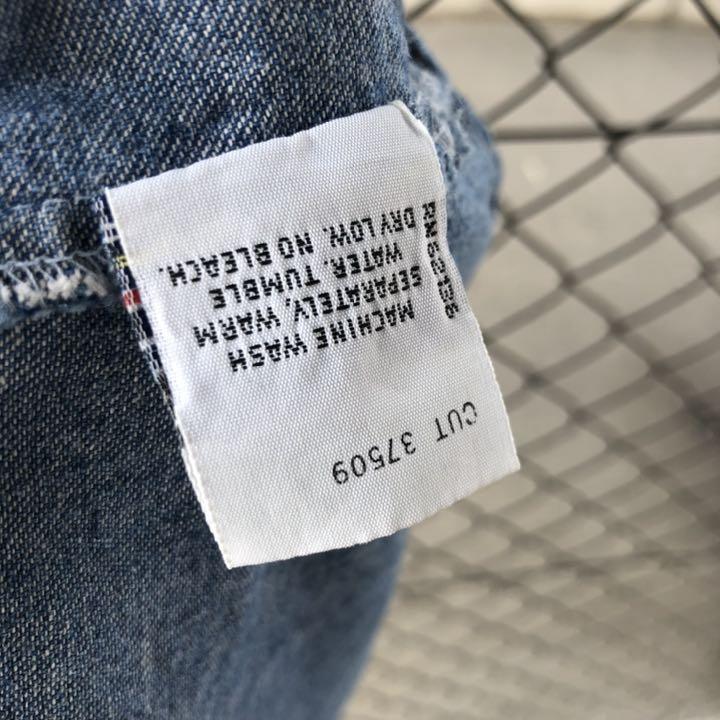 CUT 37509
MACHINE WASH
SEPARATELY, WARM
WATER. TUMBLE
DRY LOW. NO BLEACH.